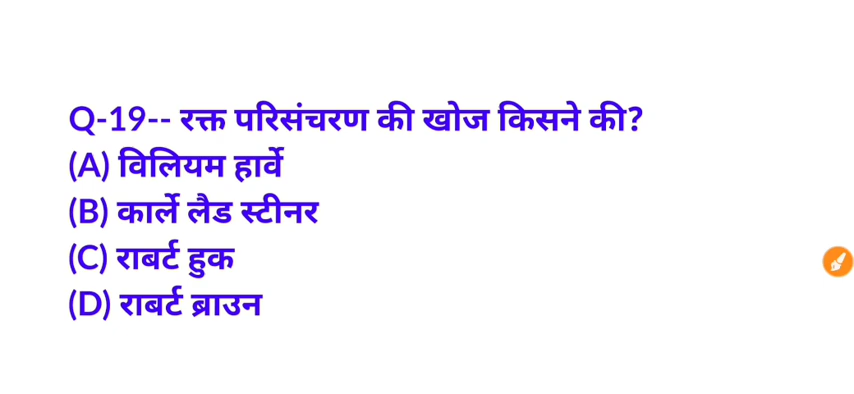 Q-19-- रक्त परिसंचरण की खोज किसने की?
(A) विलियम हार्वे
(B) कार्ले लैड स्टीनर
(C) राबर्ट हुक
(D) राबर्ट ब्राउन